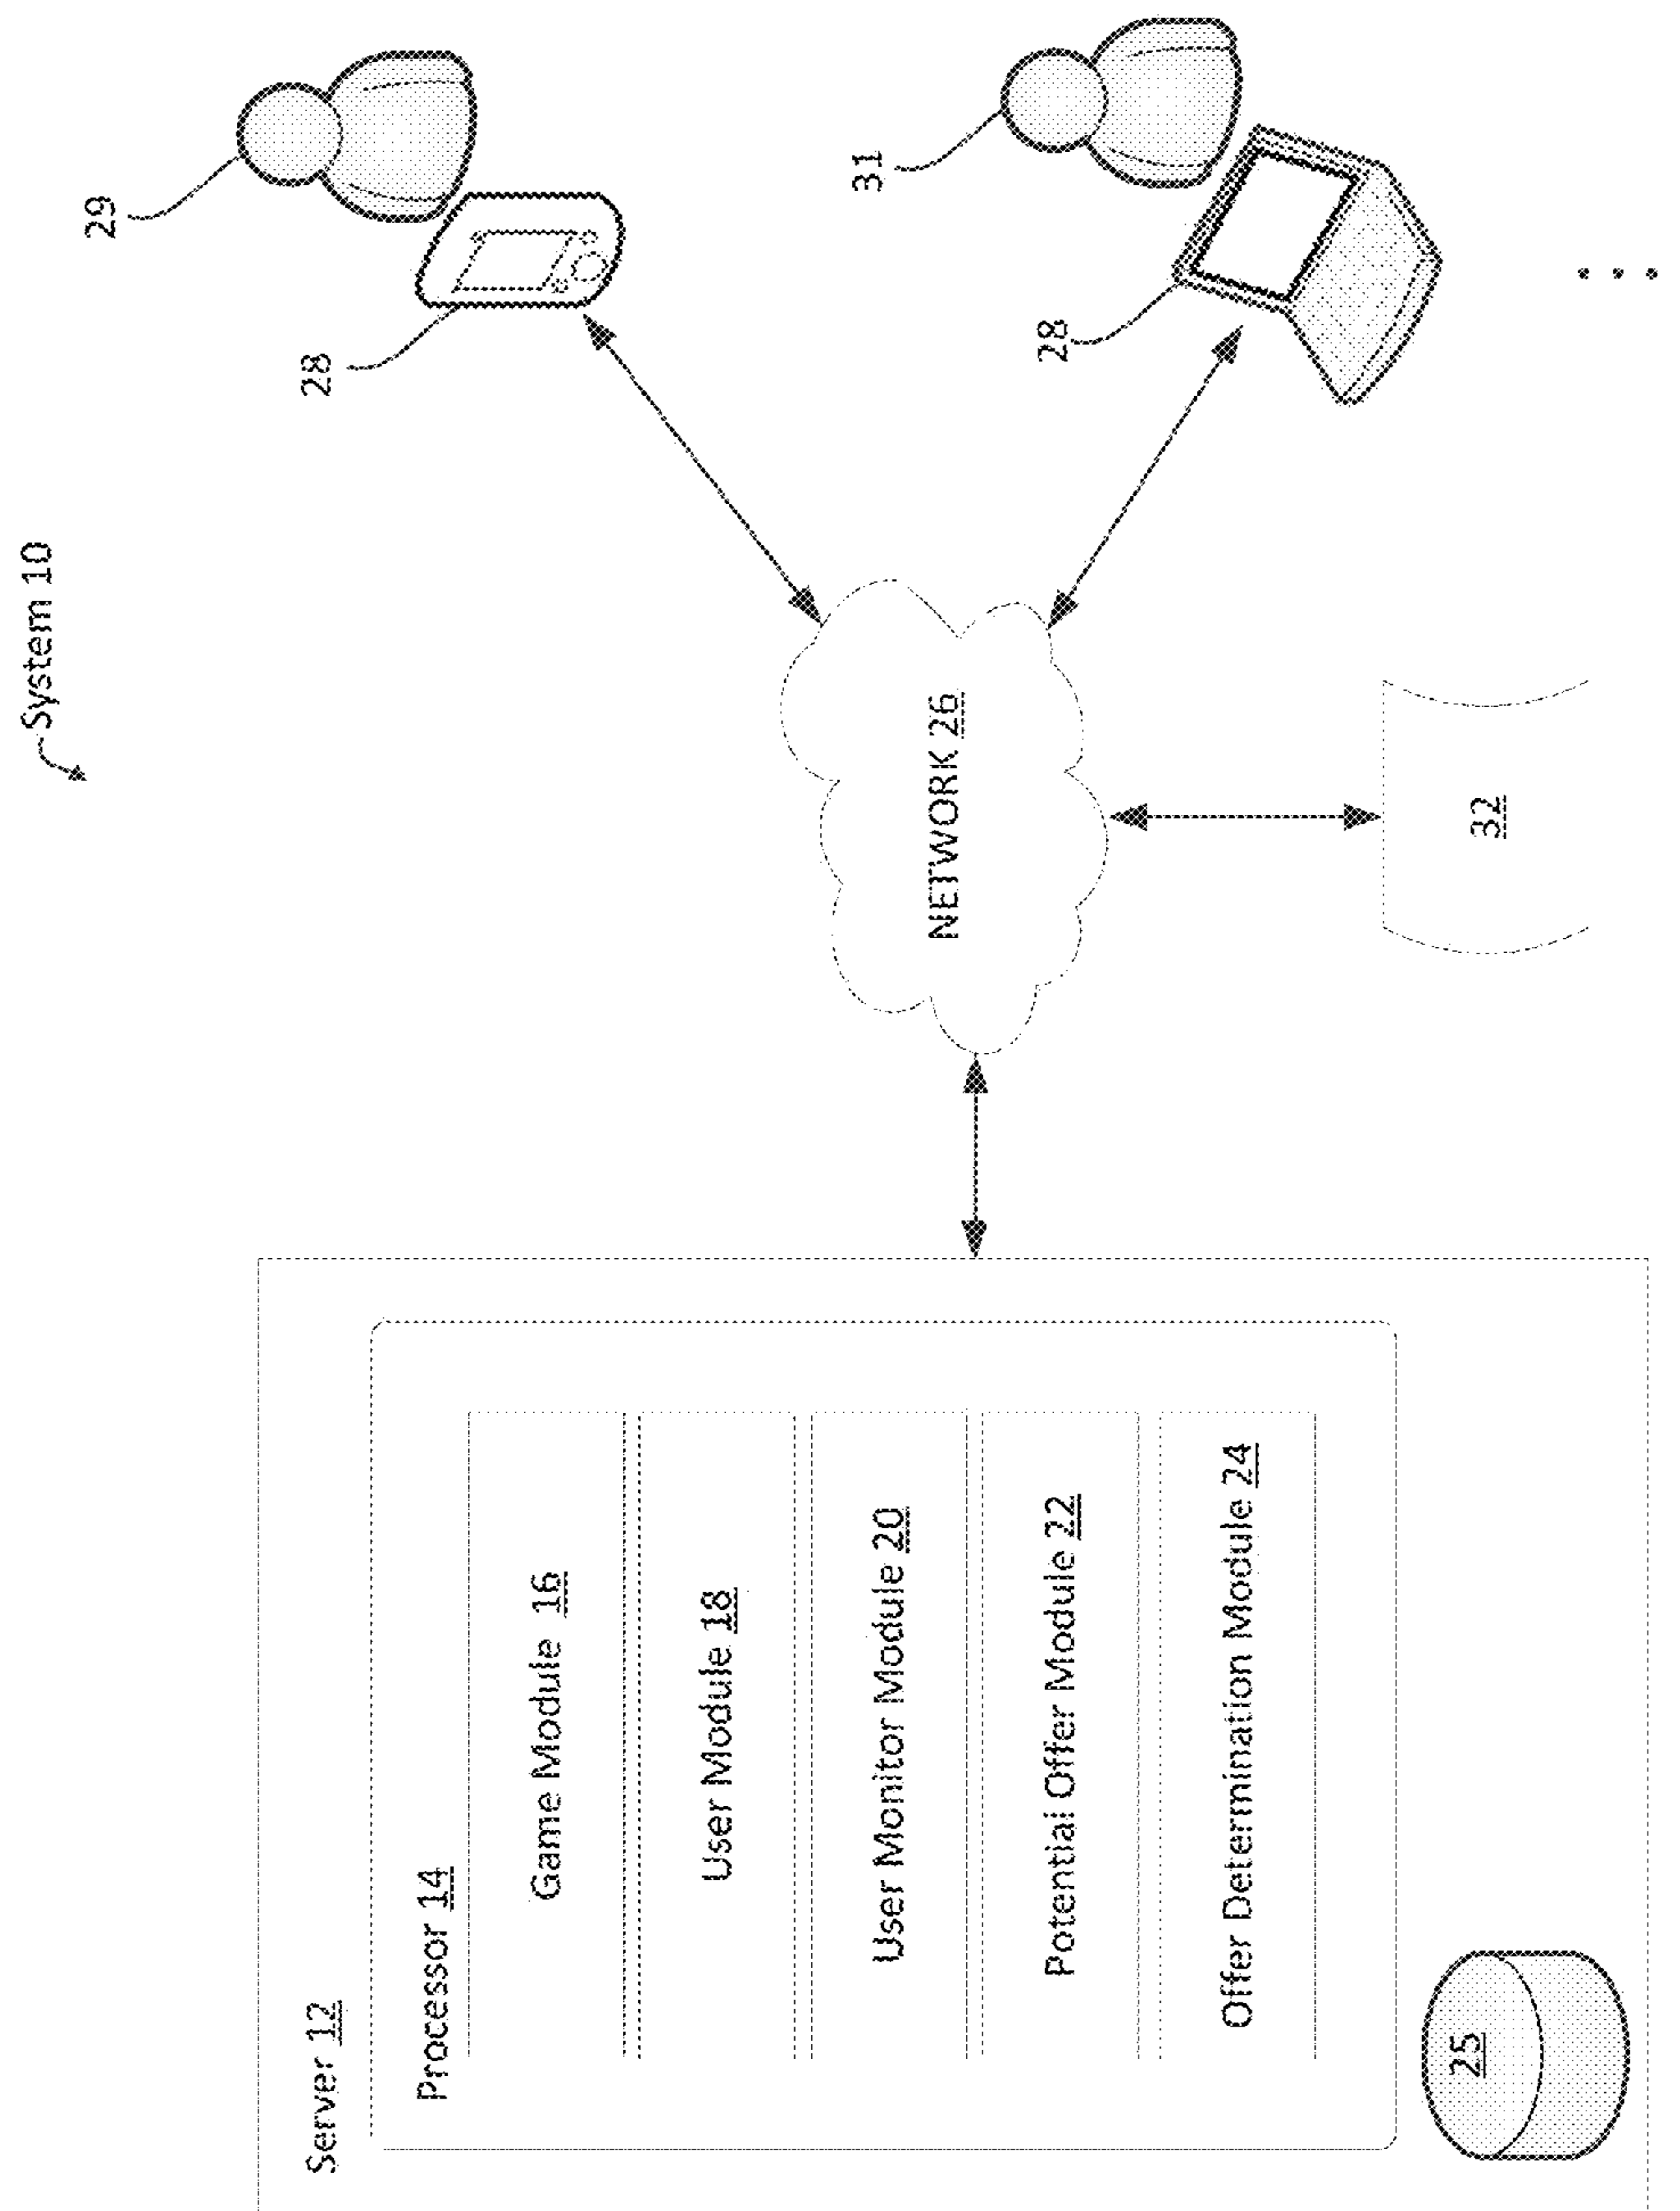 System 10
Server 12
Processor 14
Game Module 16
User Module 18
User Monitor Module 20
Potential Offer Module 22
Offer Determination Module 24
25
NETWORK 26
32
29
28
31
28